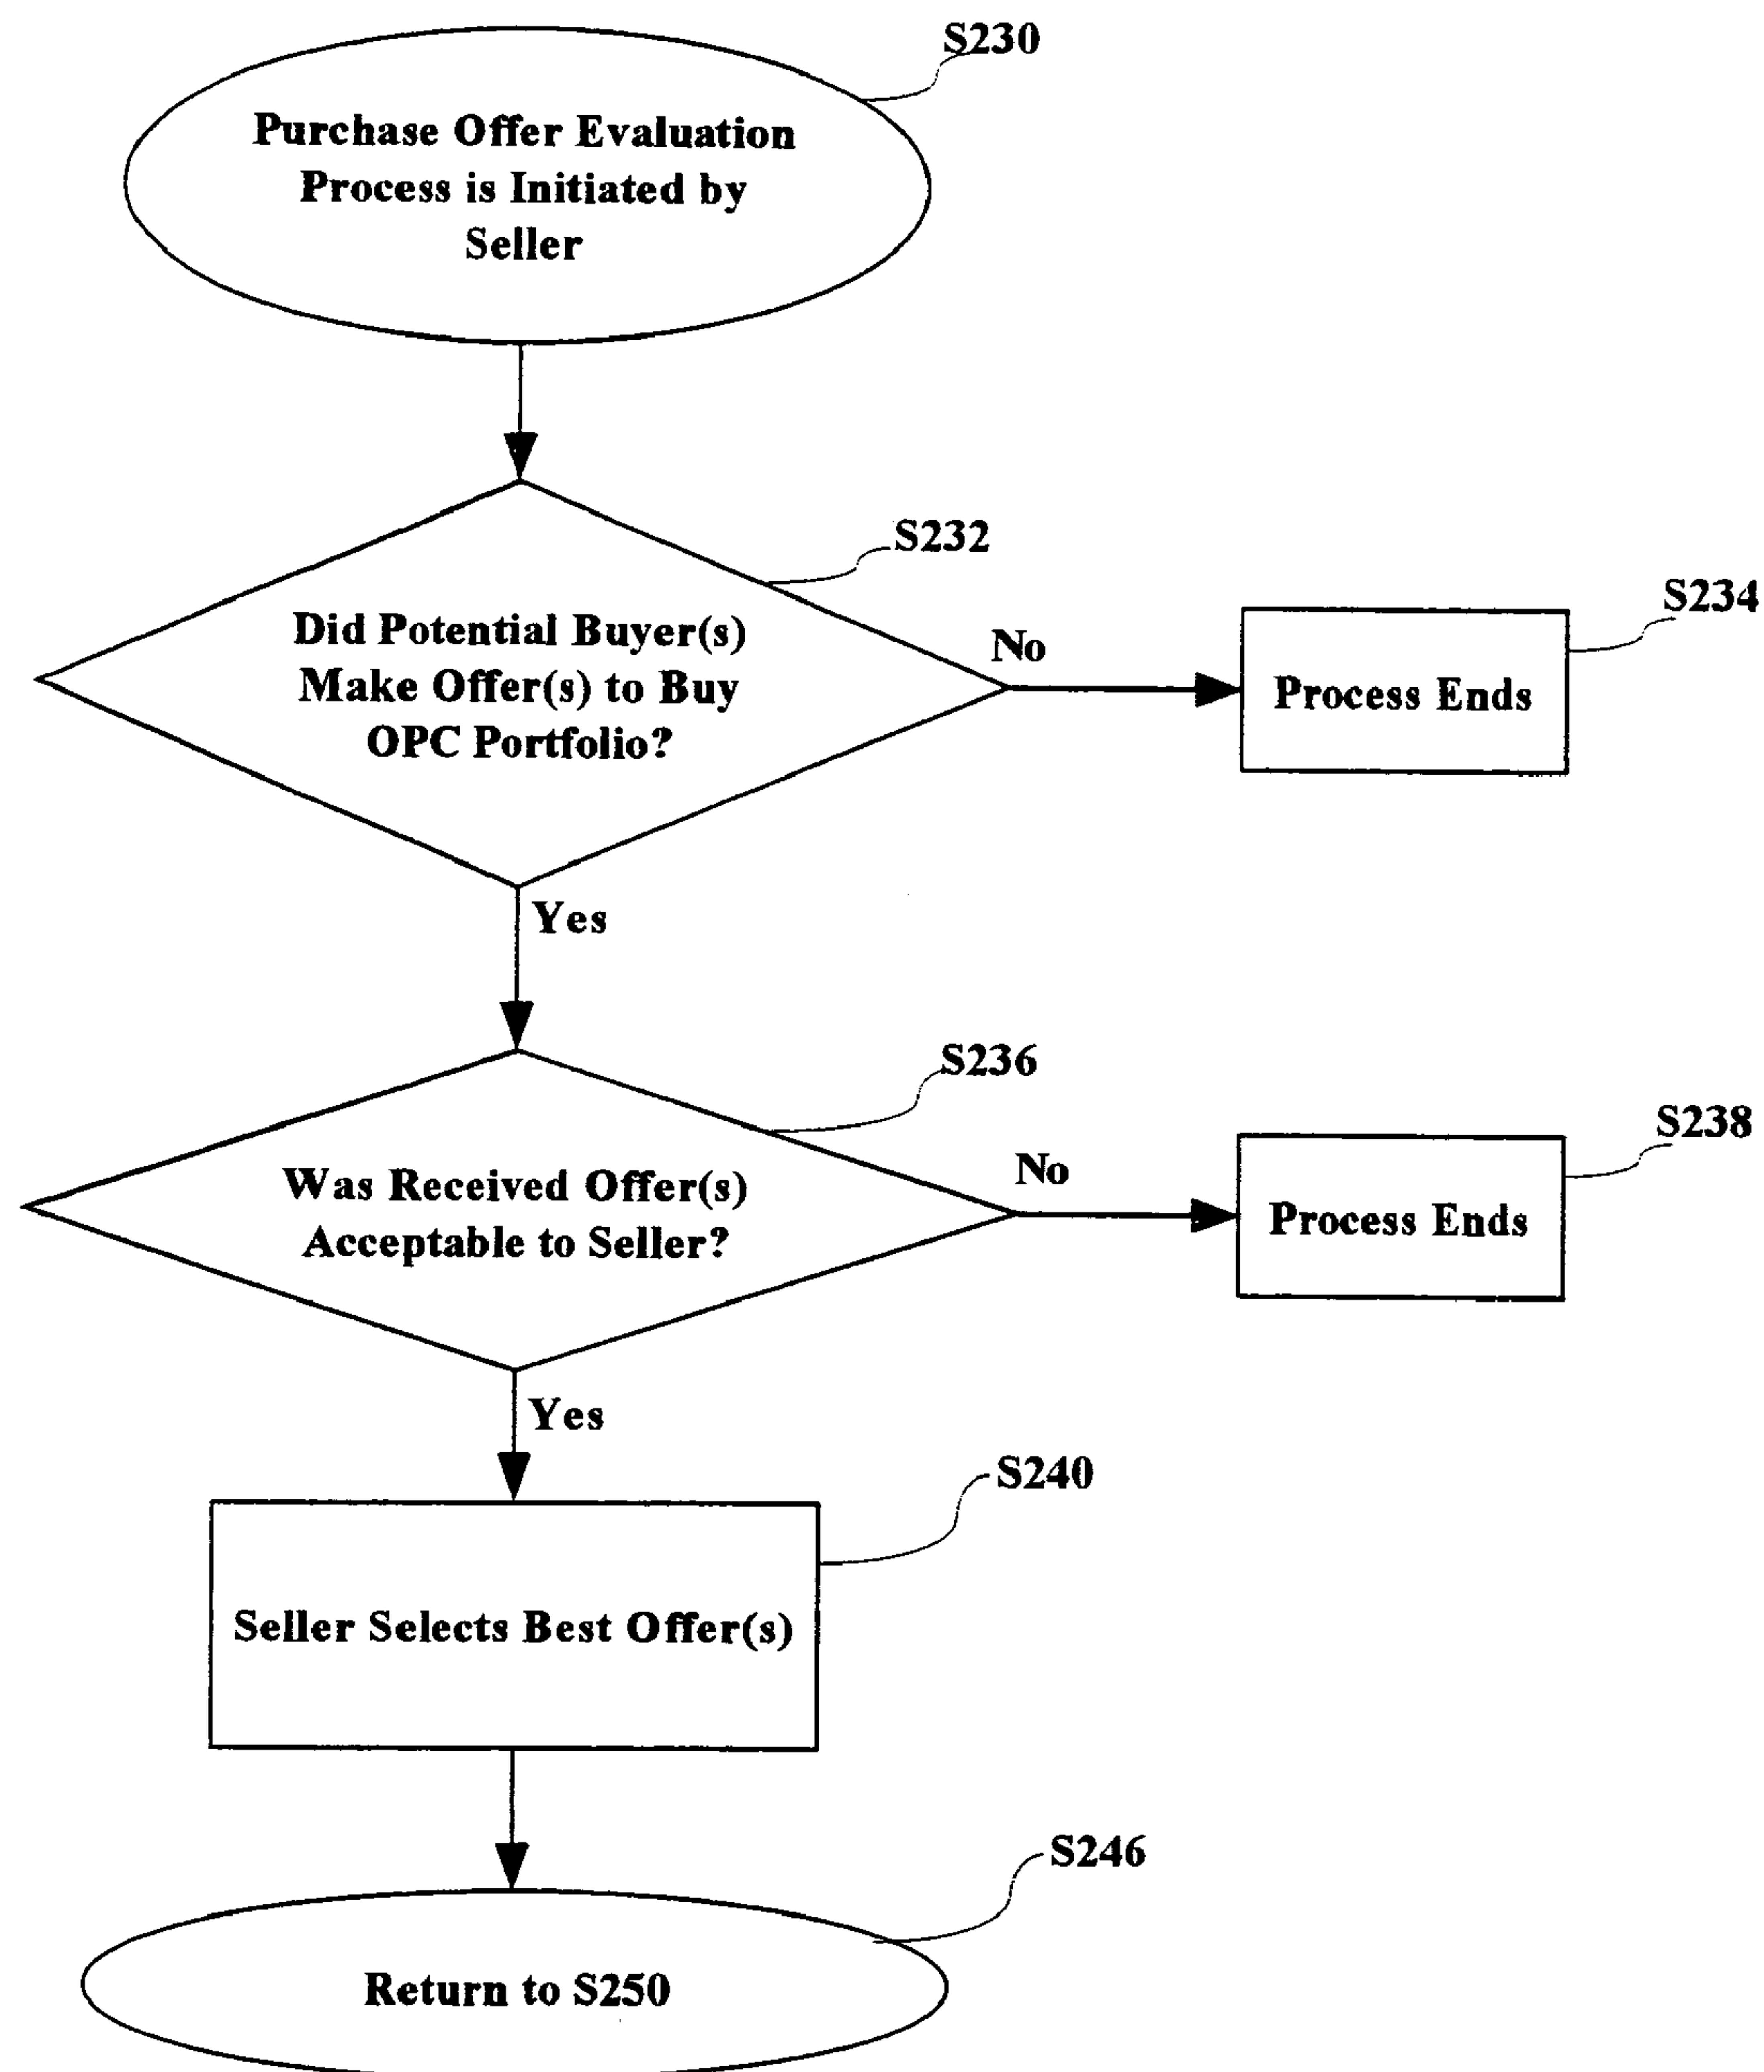 S230
Purchase Offer Evaluation
Process is Initiated by
Seller
S232
Did Potential Buyer(s)
Make Offer(s) to Buy
OPC Portfolio?
No
S234
Process Ends
Yes
S236
Was Received Offer(s)
Acceptable to Seller?
No
S238
Process Ends
Yes
S240
Seller Selects Best Offer(s)
S246
Return to S250